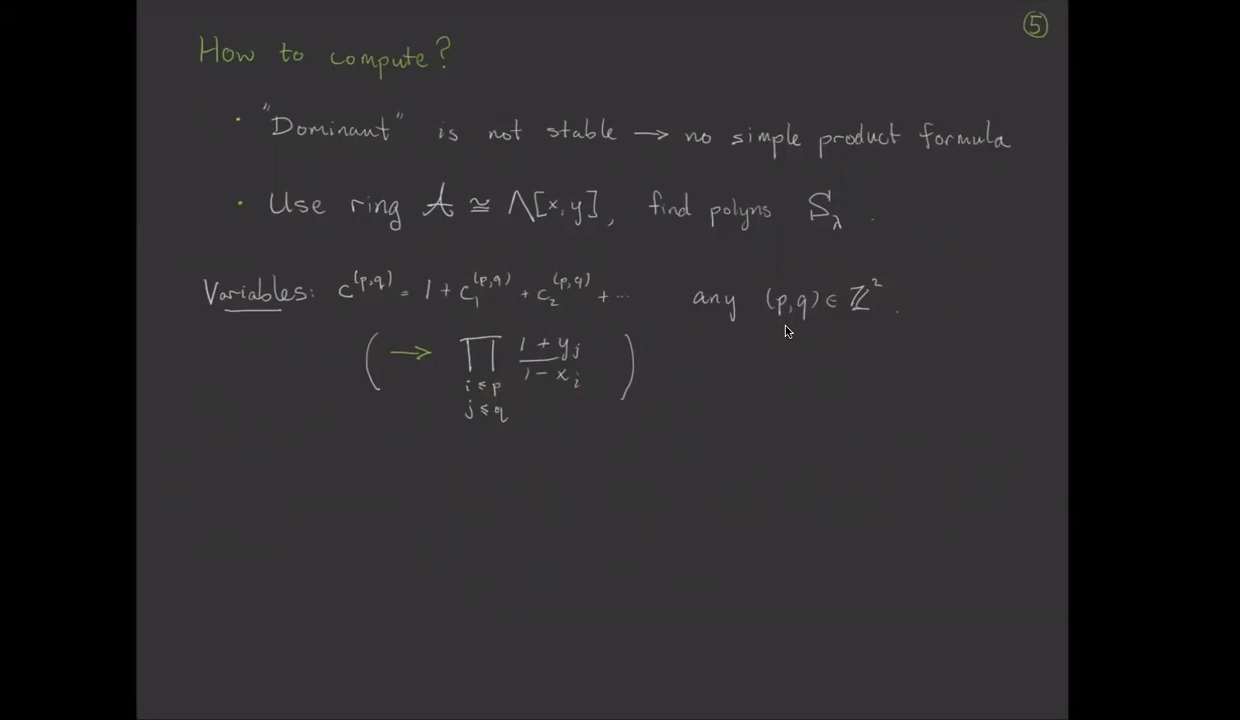 ⑤
How to compute?
• "Dominant" is not stable → no simple product formula
• Use ring 𝒜 ≅ Λ[x,y], find polyns S_λ.
Variables: c^(p,q) = 1 + c_1^(p,q) + c_2^(p,q) + ... any (p,q) ∈ ℤ².
( → ∏_{i≤p, j≤q} (1 + y_j)/(1 - x_i) )